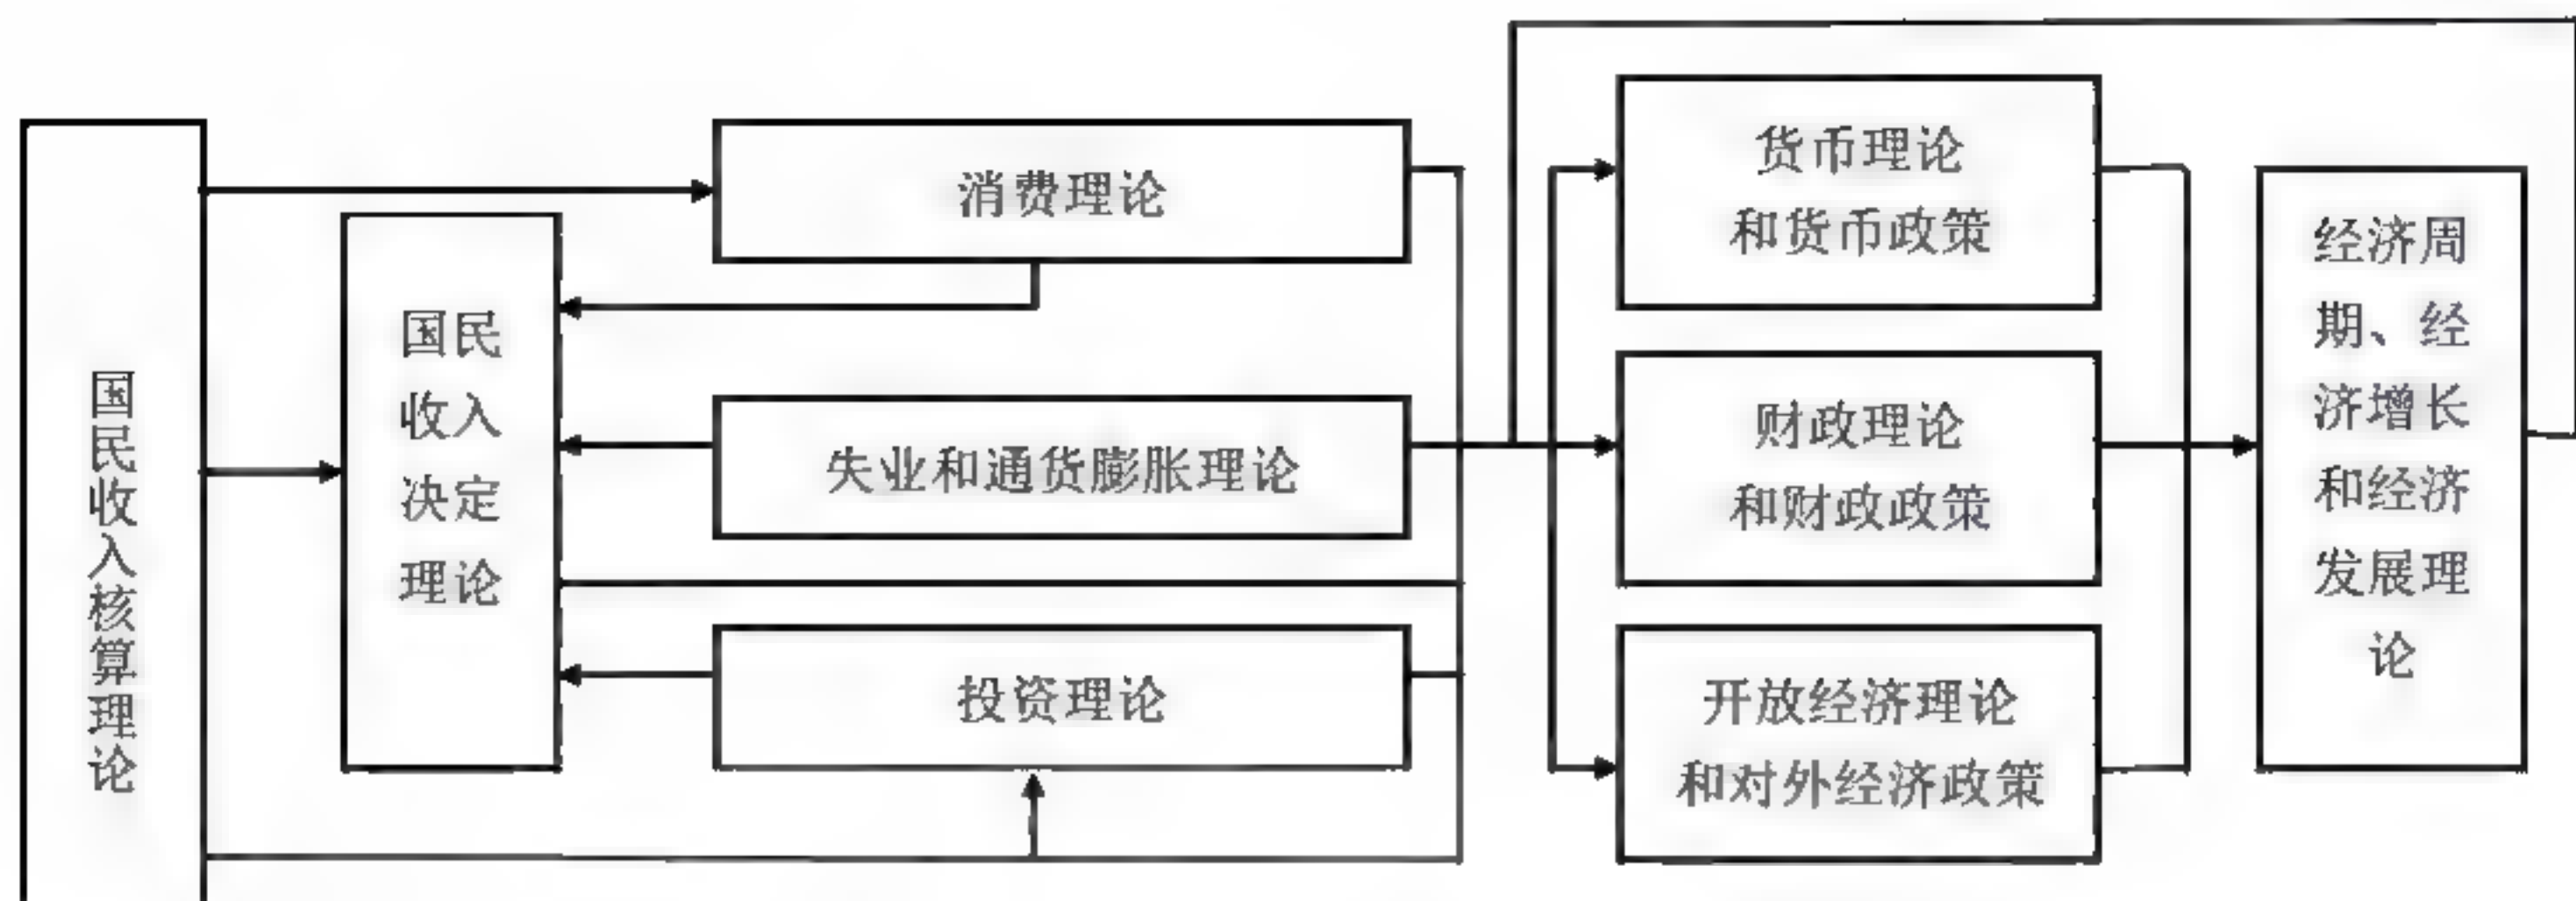 国民收入核算理论
国民
收入
决定
理论
消费理论
失业和通货膨胀理论
投资理论
货币理论
和货币政策
财政理论
和财政政策
开放经济理论
和对外经济政策
经济周
期、经
济增长
和经济
发展理
论